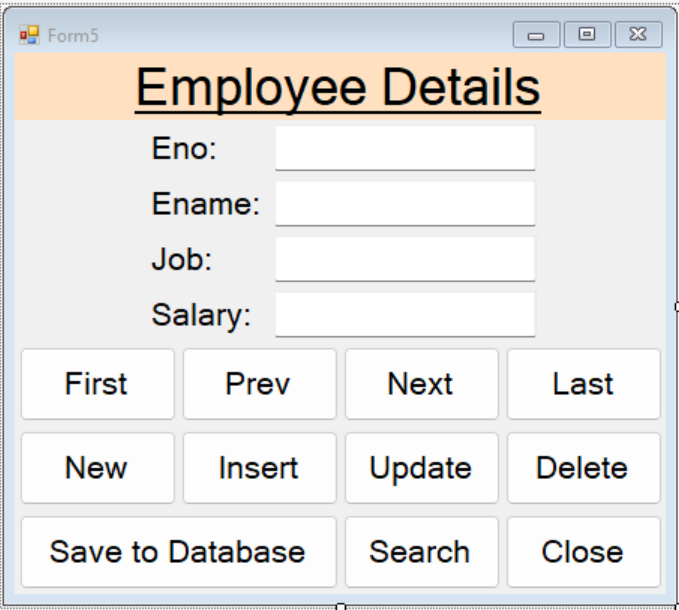 Form5
Employee Details
Eno:
Ename:
Job:
Salary:
First Prev Next Last
New Insert Update Delete
Save to Database Search Close